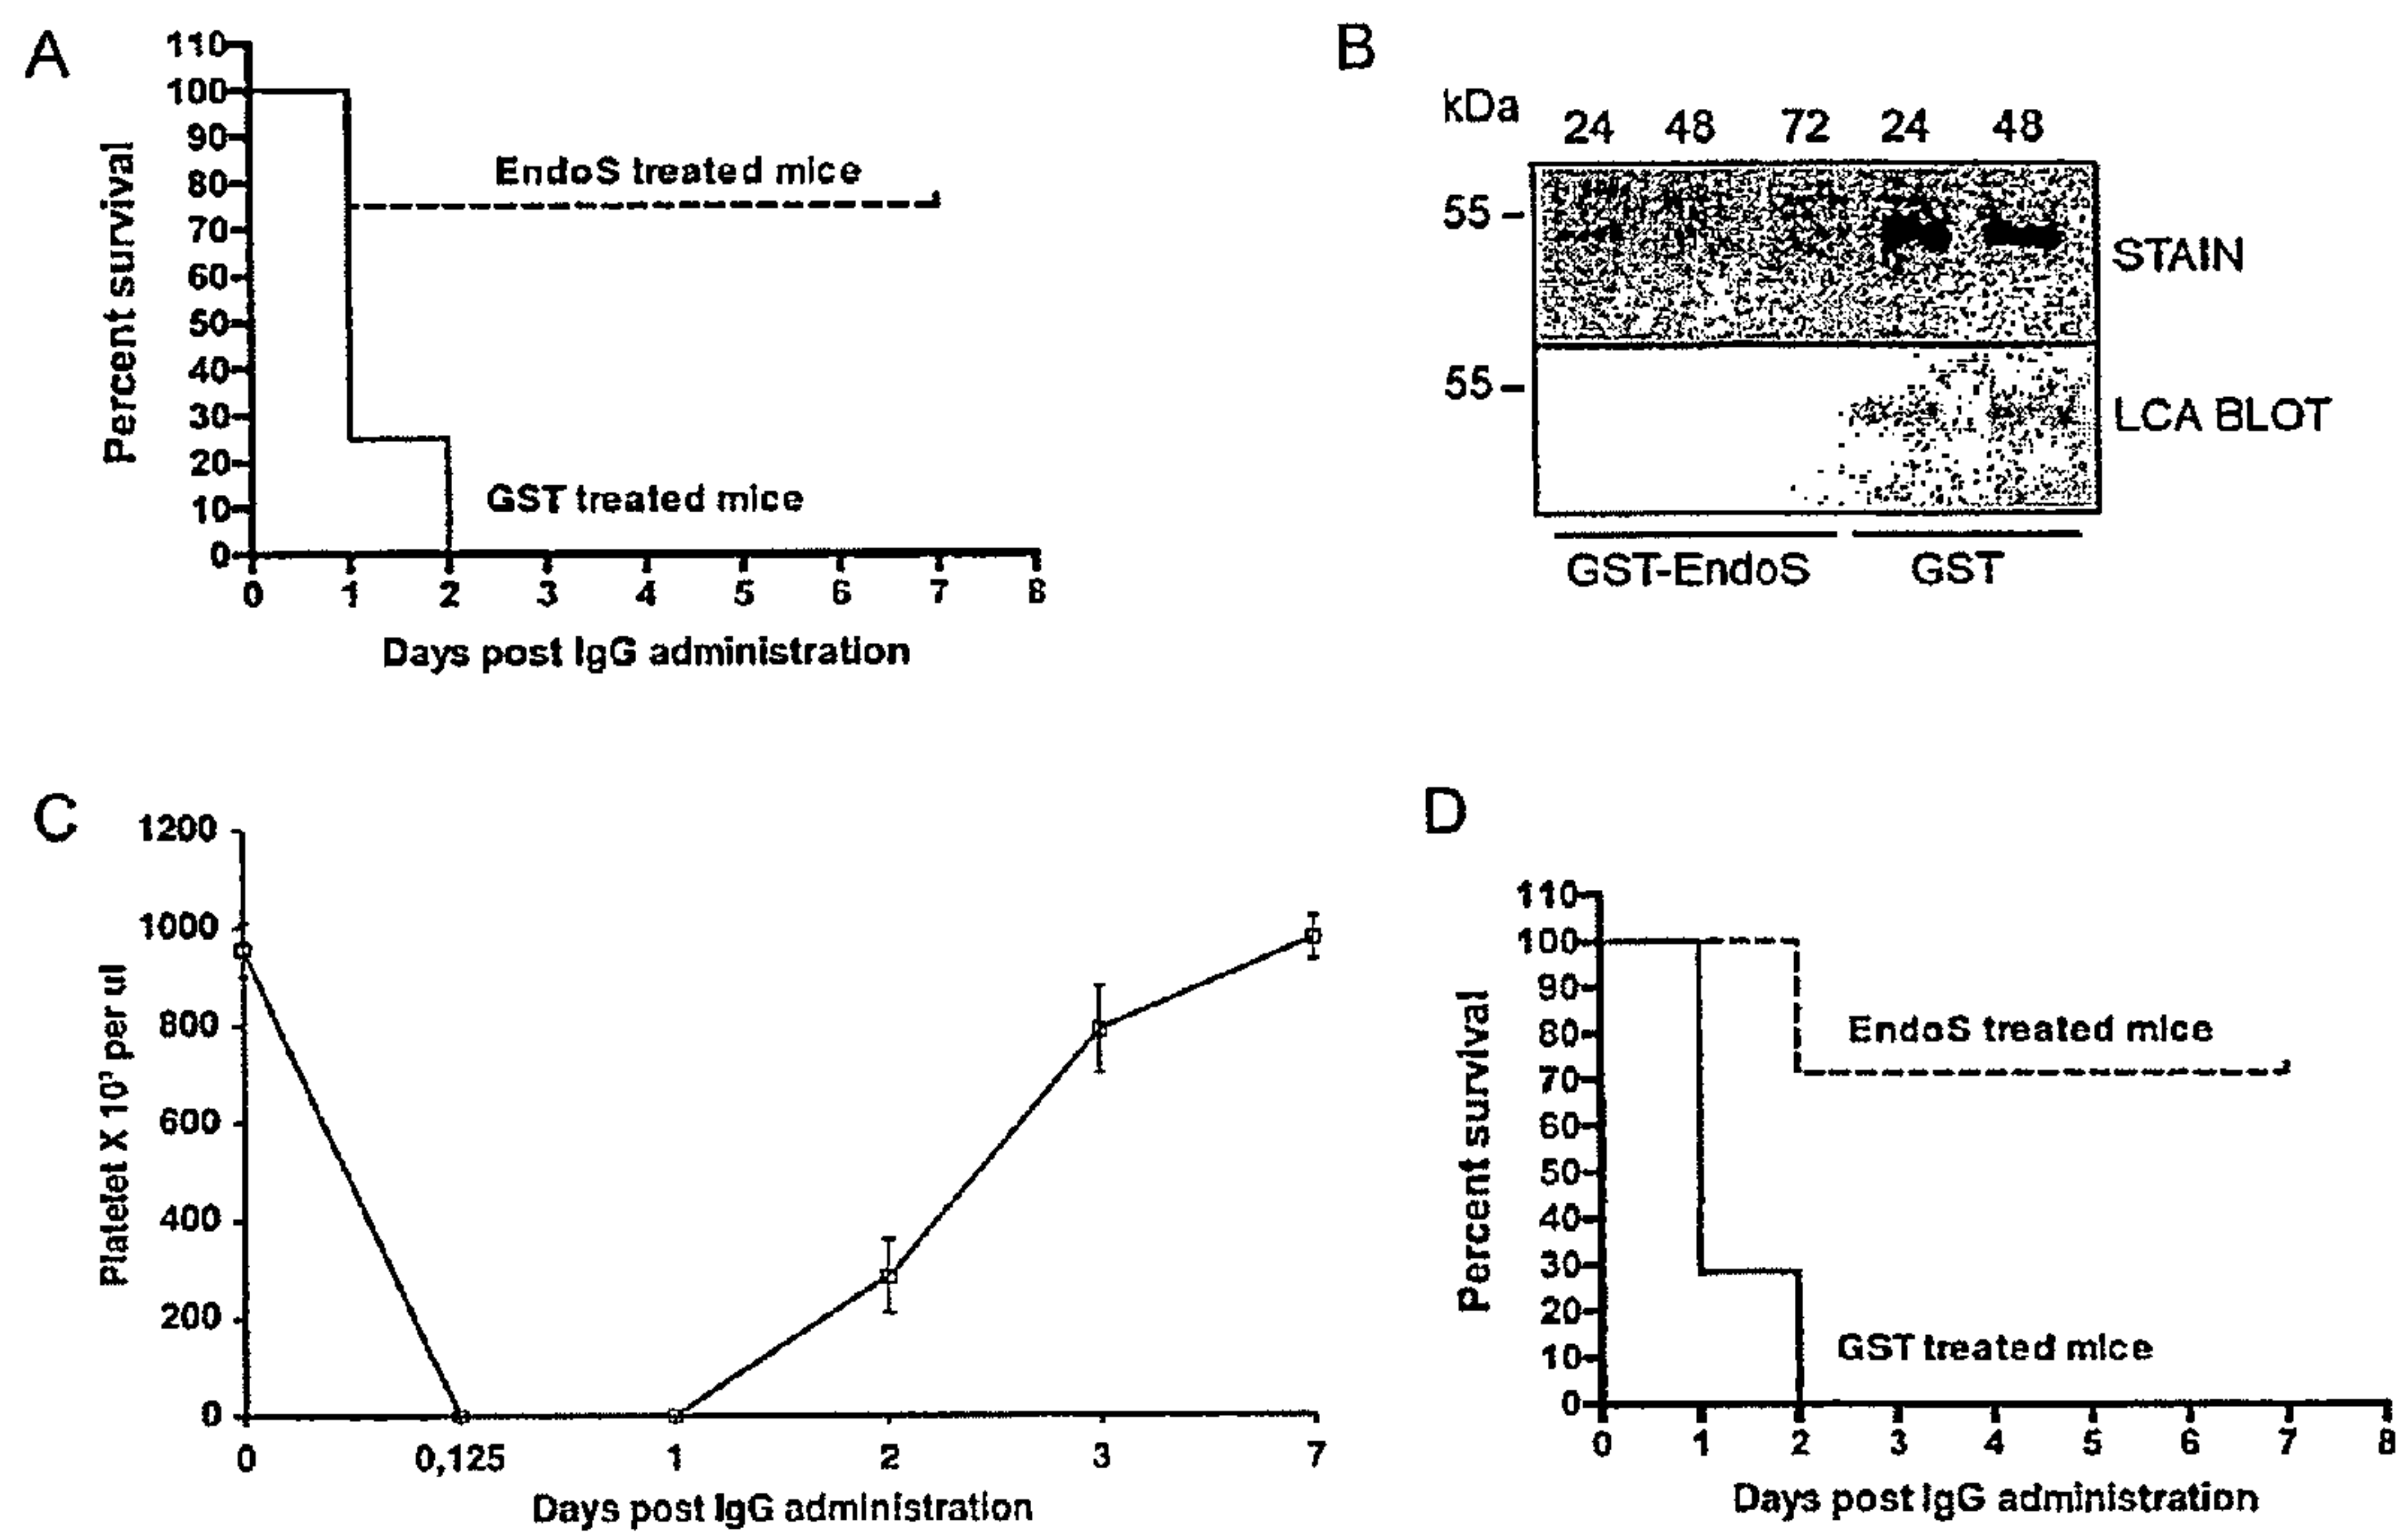 A
110
100
90
80
70
60
50
40
30
20
10
0
Percent survival
EndoS treated mice
GST treated mice
0 1 2 3 4 5 6 7 8
Days post IgG administration
B
kDa
24 48 72 24 48
55
STAIN
55
LCA BLOT
GST-EndoS GST
C
1200
1000
800
600
400
200
0
Platelet X 10³ per ul
0 0,125 1 2 3 7
Days post IgG administration
D
110
100
90
80
70
60
50
40
30
20
10
0
Percent survival
EndoS treated mice
GST treated mice
0 1 2 3 4 5 6 7 8
Days post IgG administration